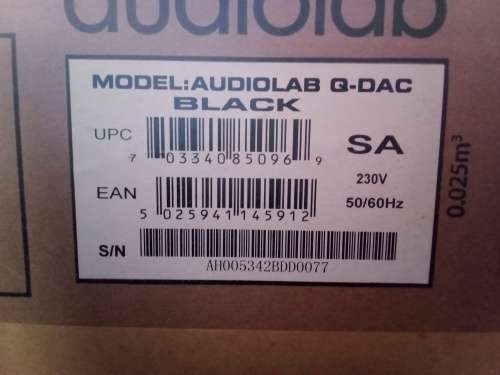 audiolab
MODEL:AUDIOLAB Q-DAC
BLACK
UPC
7 03340 85096 9
SA
EAN
5 025941 145912
230V
50/60Hz
S/N
AH005342BDD0077
0.025m³